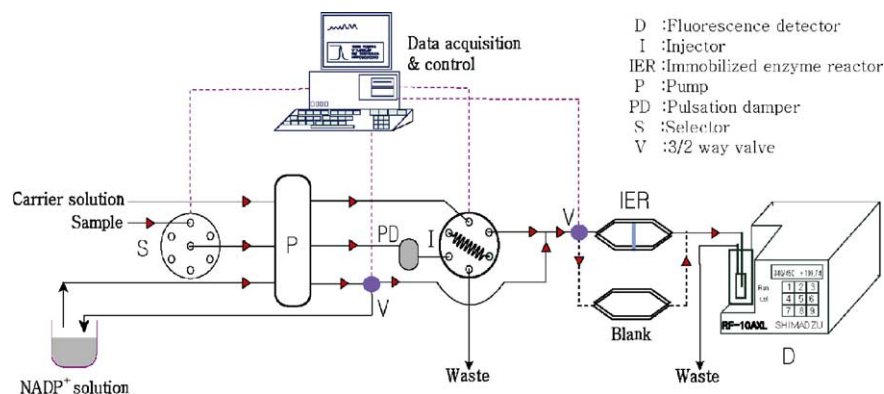 Data acquisition
& control
D :Fluorescence detector
I :Injector
IER:Immobilized enzyme reactor
P :Pump
PD :Pulsation damper
S :Selector
V :3/2 way valve
Carrier solution
Sample
S
P
PD
I
V
IER
V
Blank
NADP⁺ solution
Waste
Waste
1 2 3
4 5 6
7 8 9
RF-10AXL
SHIMADZU
D